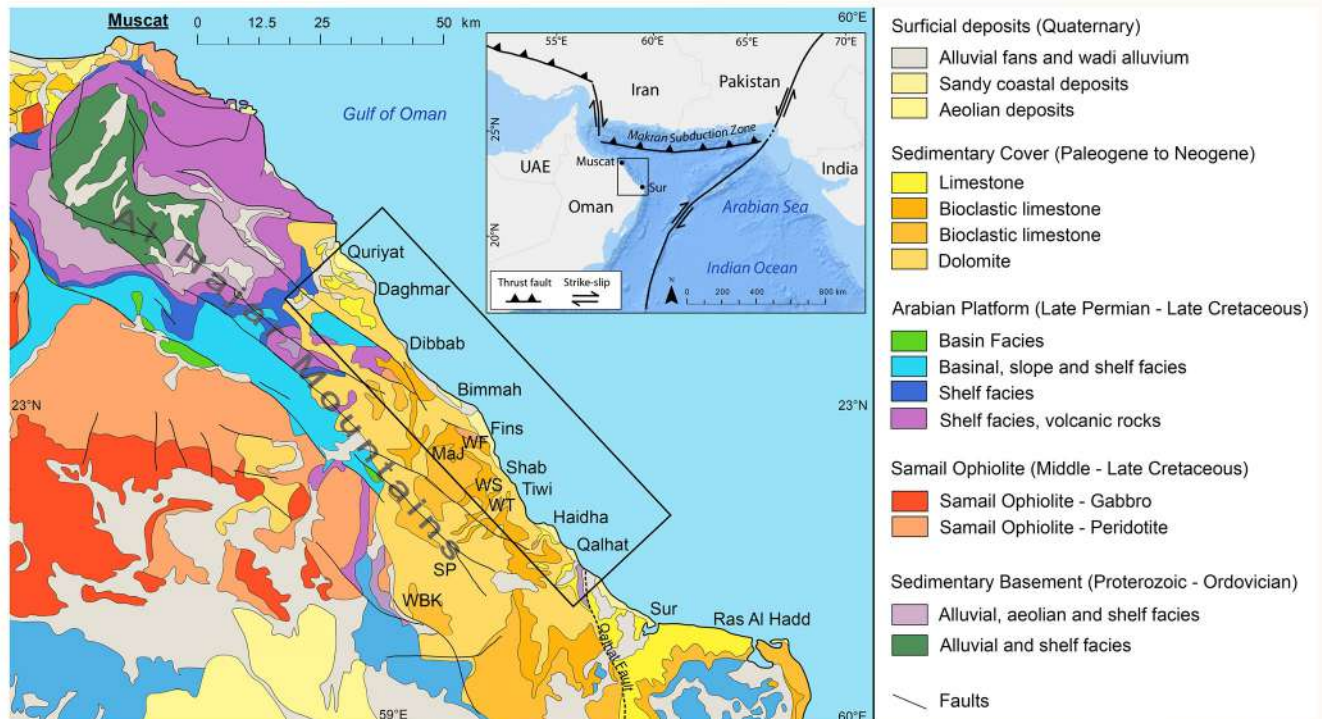 Muscat
0 12.5 25 50 km
60°E
Gulf of Oman
55°E 60°E 65°E 70°E
25°N
20°N
Iran
Pakistan
Makran Subduction Zone
UAE
Muscat
Sur
Oman
India
Arabian Sea
Indian Ocean
Thrust fault
Strike-slip
N
0 200 400 800 km
Al Hajar Mountains
Quriyat
Daghmar
Dibbab
Bimmah
23°N
23°N
Fins
WF
MaJ
Shab
WS
Tiwi
WT
Haidha
Qalhat
SP
WBK
Sur
Ras Al Hadd
Qalhat Fault
59°E
60°E
Surficial deposits (Quaternary)
Alluvial fans and wadi alluvium
Sandy coastal deposits
Aeolian deposits
Sedimentary Cover (Paleogene to Neogene)
Limestone
Bioclastic limestone
Bioclastic limestone
Dolomite
Arabian Platform (Late Permian - Late Cretaceous)
Basin Facies
Basinal, slope and shelf facies
Shelf facies
Shelf facies, volcanic rocks
Samail Ophiolite (Middle - Late Cretaceous)
Samail Ophiolite - Gabbro
Samail Ophiolite - Peridotite
Sedimentary Basement (Proterozoic - Ordovician)
Alluvial, aeolian and shelf facies
Alluvial and shelf facies
Faults